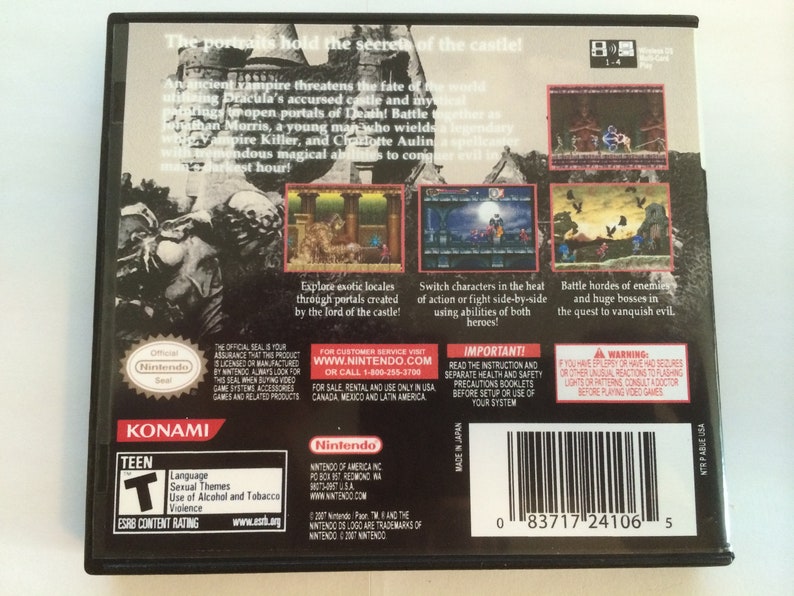 The portraits hold the secrets of the castle!
Wireless DS
Multi-Card
Play
1-4
An ancient vampire threatens the fate of the world
utilizing Dracula's accursed castle and mystical
paintings to open portals of Death! Battle together as
Jonathan Morris, a young man who wields a legendary
whip Vampire Killer, and Charlotte Aulin, a spellcaster
with tremendous magical abilities to conquer evil in
man's darkest hour!
Explore exotic locales
through portals created
by the lord of the castle!
Switch characters in the heat
of action or fight side-by-side
using abilities of both
heroes!
Battle hordes of enemies
and huge bosses in
the quest to vanquish evil.
Official
Nintendo
Seal
THE OFFICIAL SEAL IS YOUR
ASSURANCE THAT THIS PRODUCT
IS LICENSED OR MANUFACTURED
BY NINTENDO. ALWAYS LOOK FOR
THIS SEAL WHEN BUYING VIDEO
GAME SYSTEMS, ACCESSORIES
GAMES AND RELATED PRODUCTS.
FOR CUSTOMER SERVICE VISIT
WWW.NINTENDO.COM
OR CALL 1-800-255-3700
FOR SALE, RENTAL AND USE ONLY IN USA,
CANADA, MEXICO AND LATIN AMERICA.
IMPORTANT!
READ THE INSTRUCTION AND
SEPARATE HEALTH AND SAFETY
PRECAUTIONS BOOKLETS
BEFORE SETUP OR USE OF
YOUR SYSTEM
WARNING:
IF YOU HAVE EPILEPSY OR HAVE HAD SEIZURES
OR OTHER UNUSUAL REACTIONS TO FLASHING
LIGHTS OR PATTERNS, CONSULT A DOCTOR
BEFORE PLAYING VIDEO GAMES.
KONAMI
TEEN
T
TM
Language
Sexual Themes
Use of Alcohol and Tobacco
Violence
ESRB CONTENT RATING www.esrb.org
Nintendo
NINTENDO OF AMERICA INC.
PO BOX 957, REDMOND, WA
98073-0957 U.S.A.
WWW.NINTENDO.COM
© 2007 Nintendo / Paon. TM, ® AND THE
NINTENDO DS LOGO ARE TRADEMARKS OF
NINTENDO. © 2007 NINTENDO.
MADE IN JAPAN
0 83717 24106 5
NTR P ABUE USA